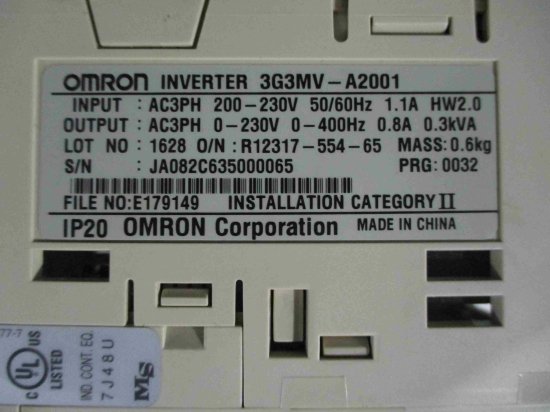 OMRON INVERTER 3G3MV-A2001
INPUT : AC3PH 200-230V 50/60Hz 1.1A HW2.0
OUTPUT : AC3PH 0-230V 0-400Hz 0.8A 0.3kVA
LOT NO : 1628 O/N : R12317-554-65 MASS: 0.6kg
S/N : JA082C635000065 PRG: 0032
FILE NO:E179149 INSTALLATION CATEGORY II
IP20 OMRON Corporation MADE IN CHINA
77-7
C UL US
LISTED
IND. CONT. EQ.
7J48U